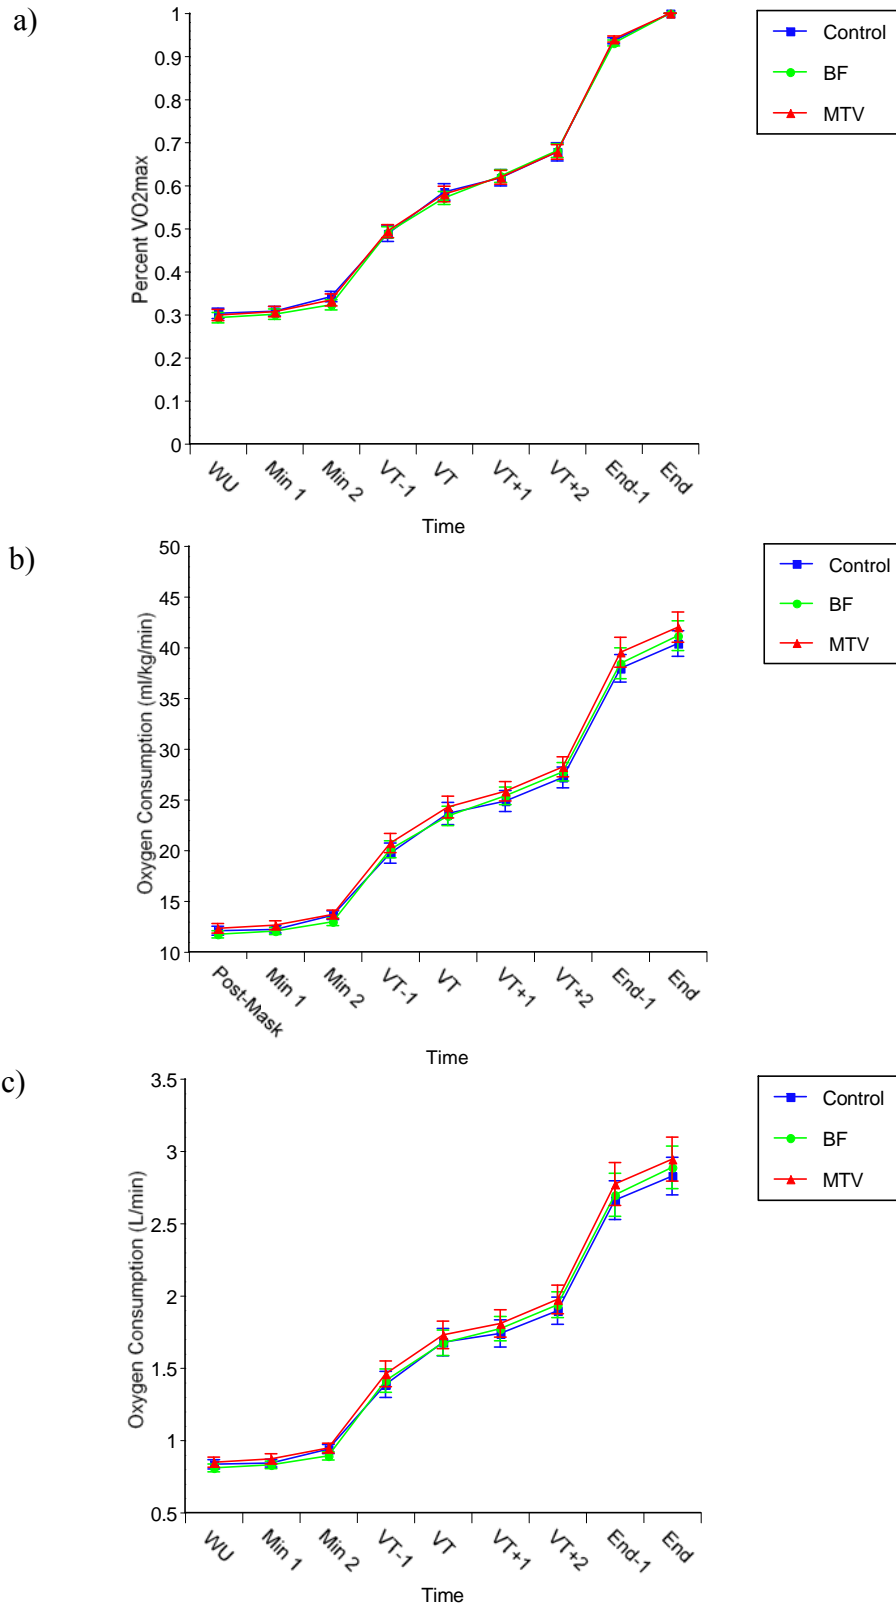 a)
1
0.9
0.8
0.7
0.6
0.5
0.4
0.3
0.2
0.1
0
Percent VO2max
WU Min 1 Min 2 VT-1 VT VT+1 VT+2 End-1 End
Time
Control
BF
MTV
b)
50
45
40
35
30
25
20
15
10
Oxygen Consumption (ml/kg/min)
Post-Mask Min 1 Min 2 VT-1 VT VT+1 VT+2 End-1 End
Time
Control
BF
MTV
c)
3.5
3
2.5
2
1.5
1
0.5
Oxygen Consumption (L/min)
WU Min 1 Min 2 VT-1 VT VT+1 VT+2 End-1 End
Time
Control
BF
MTV